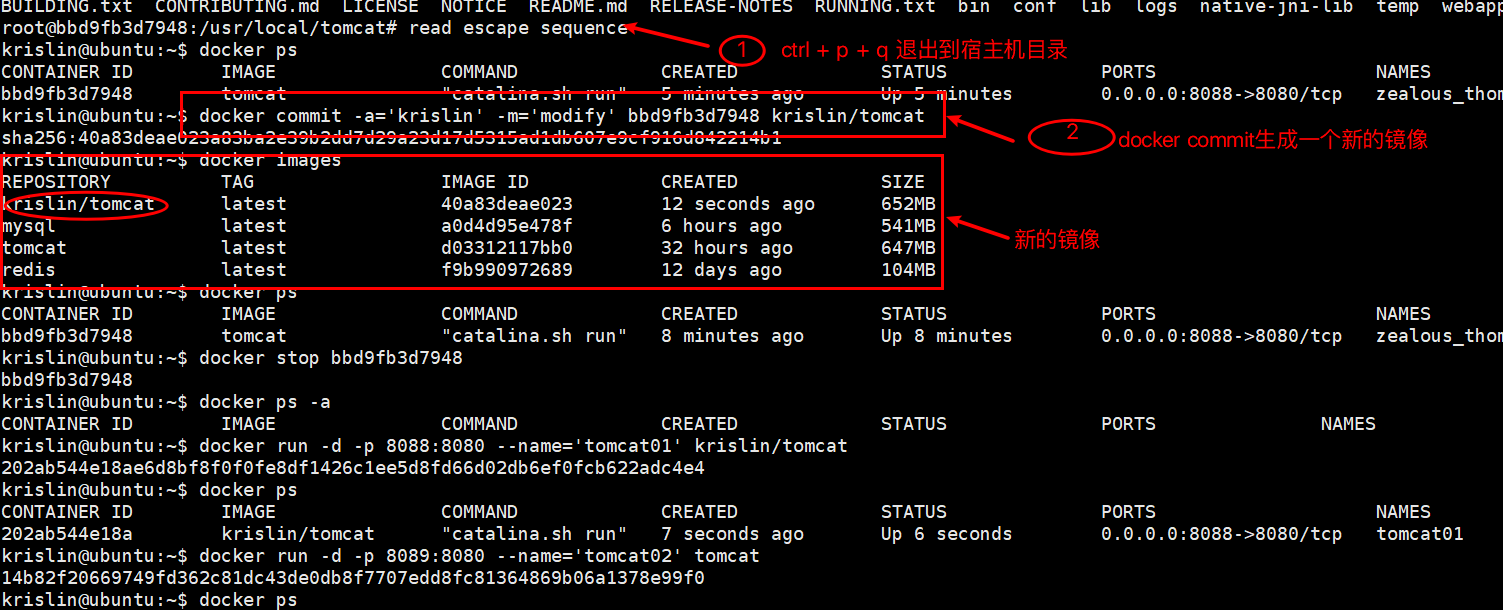 BUILDING.txt CONTRIBUTING.md LICENSE NOTICE README.md RELEASE-NOTES RUNNING.txt bin conf lib logs native-jni-lib temp webapp
root@bbd9fb3d7948:/usr/local/tomcat# read escape sequence
1 ctrl + p + q 退出到宿主机目录
krislin@ubuntu:~$ docker ps
CONTAINER ID IMAGE COMMAND CREATED STATUS PORTS NAMES
bbd9fb3d7948 tomcat "catalina.sh run" 5 minutes ago Up 5 minutes 0.0.0.0:8088->8080/tcp zealous_thom
krislin@ubuntu:~$ docker commit -a='krislin' -m='modify' bbd9fb3d7948 krislin/tomcat
2 docker commit生成一个新的镜像
sha256:40a83deae023a83ba2e39b2dd7d29a23d17d5315ad1db607e9cf916d842214b1
krislin@ubuntu:~$ docker images
REPOSITORY TAG IMAGE ID CREATED SIZE
krislin/tomcat latest 40a83deae023 12 seconds ago 652MB
mysql latest a0d4d95e478f 6 hours ago 541MB
新的镜像
tomcat latest d03312117bb0 32 hours ago 647MB
redis latest f9b990972689 12 days ago 104MB
krislin@ubuntu:~$ docker ps
CONTAINER ID IMAGE COMMAND CREATED STATUS PORTS NAMES
bbd9fb3d7948 tomcat "catalina.sh run" 8 minutes ago Up 8 minutes 0.0.0.0:8088->8080/tcp zealous_thom
krislin@ubuntu:~$ docker stop bbd9fb3d7948
bbd9fb3d7948
krislin@ubuntu:~$ docker ps -a
CONTAINER ID IMAGE COMMAND CREATED STATUS PORTS NAMES
krislin@ubuntu:~$ docker run -d -p 8088:8080 --name='tomcat01' krislin/tomcat
202ab544e18ae6d8bf8f0f0fe8df1426c1ee5d8fd66d02db6ef0fcb622adc4e4
krislin@ubuntu:~$ docker ps
CONTAINER ID IMAGE COMMAND CREATED STATUS PORTS NAMES
202ab544e18a krislin/tomcat "catalina.sh run" 7 seconds ago Up 6 seconds 0.0.0.0:8088->8080/tcp tomcat01
krislin@ubuntu:~$ docker run -d -p 8089:8080 --name='tomcat02' tomcat
14b82f20669749fd362c81dc43de0db8f7707edd8fc81364869b06a1378e99f0
krislin@ubuntu:~$ docker ps